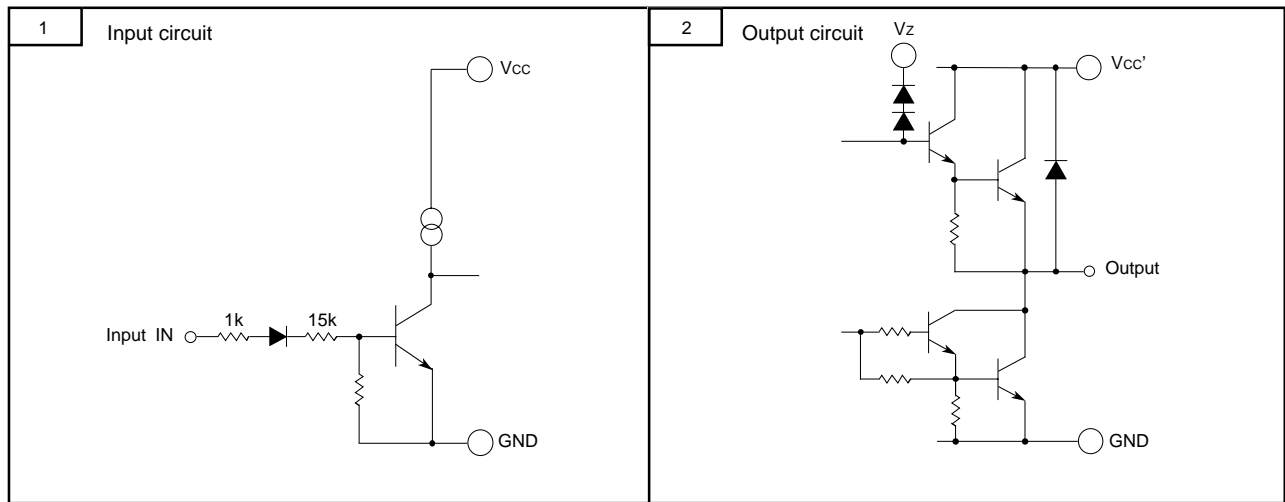 1
Input circuit
Vcc
1k
15k
Input IN
GND
2
Output circuit
Vz
Vcc'
Output
GND